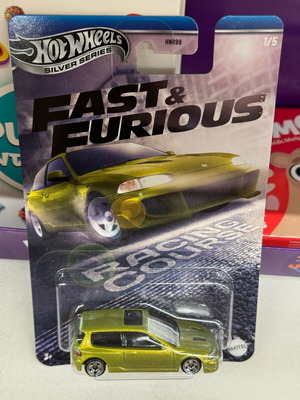 HNR88
1/5
Hot Wheels
SILVER SERIES
FAST &
FURIOUS
RACING
COURSE
MATTEL